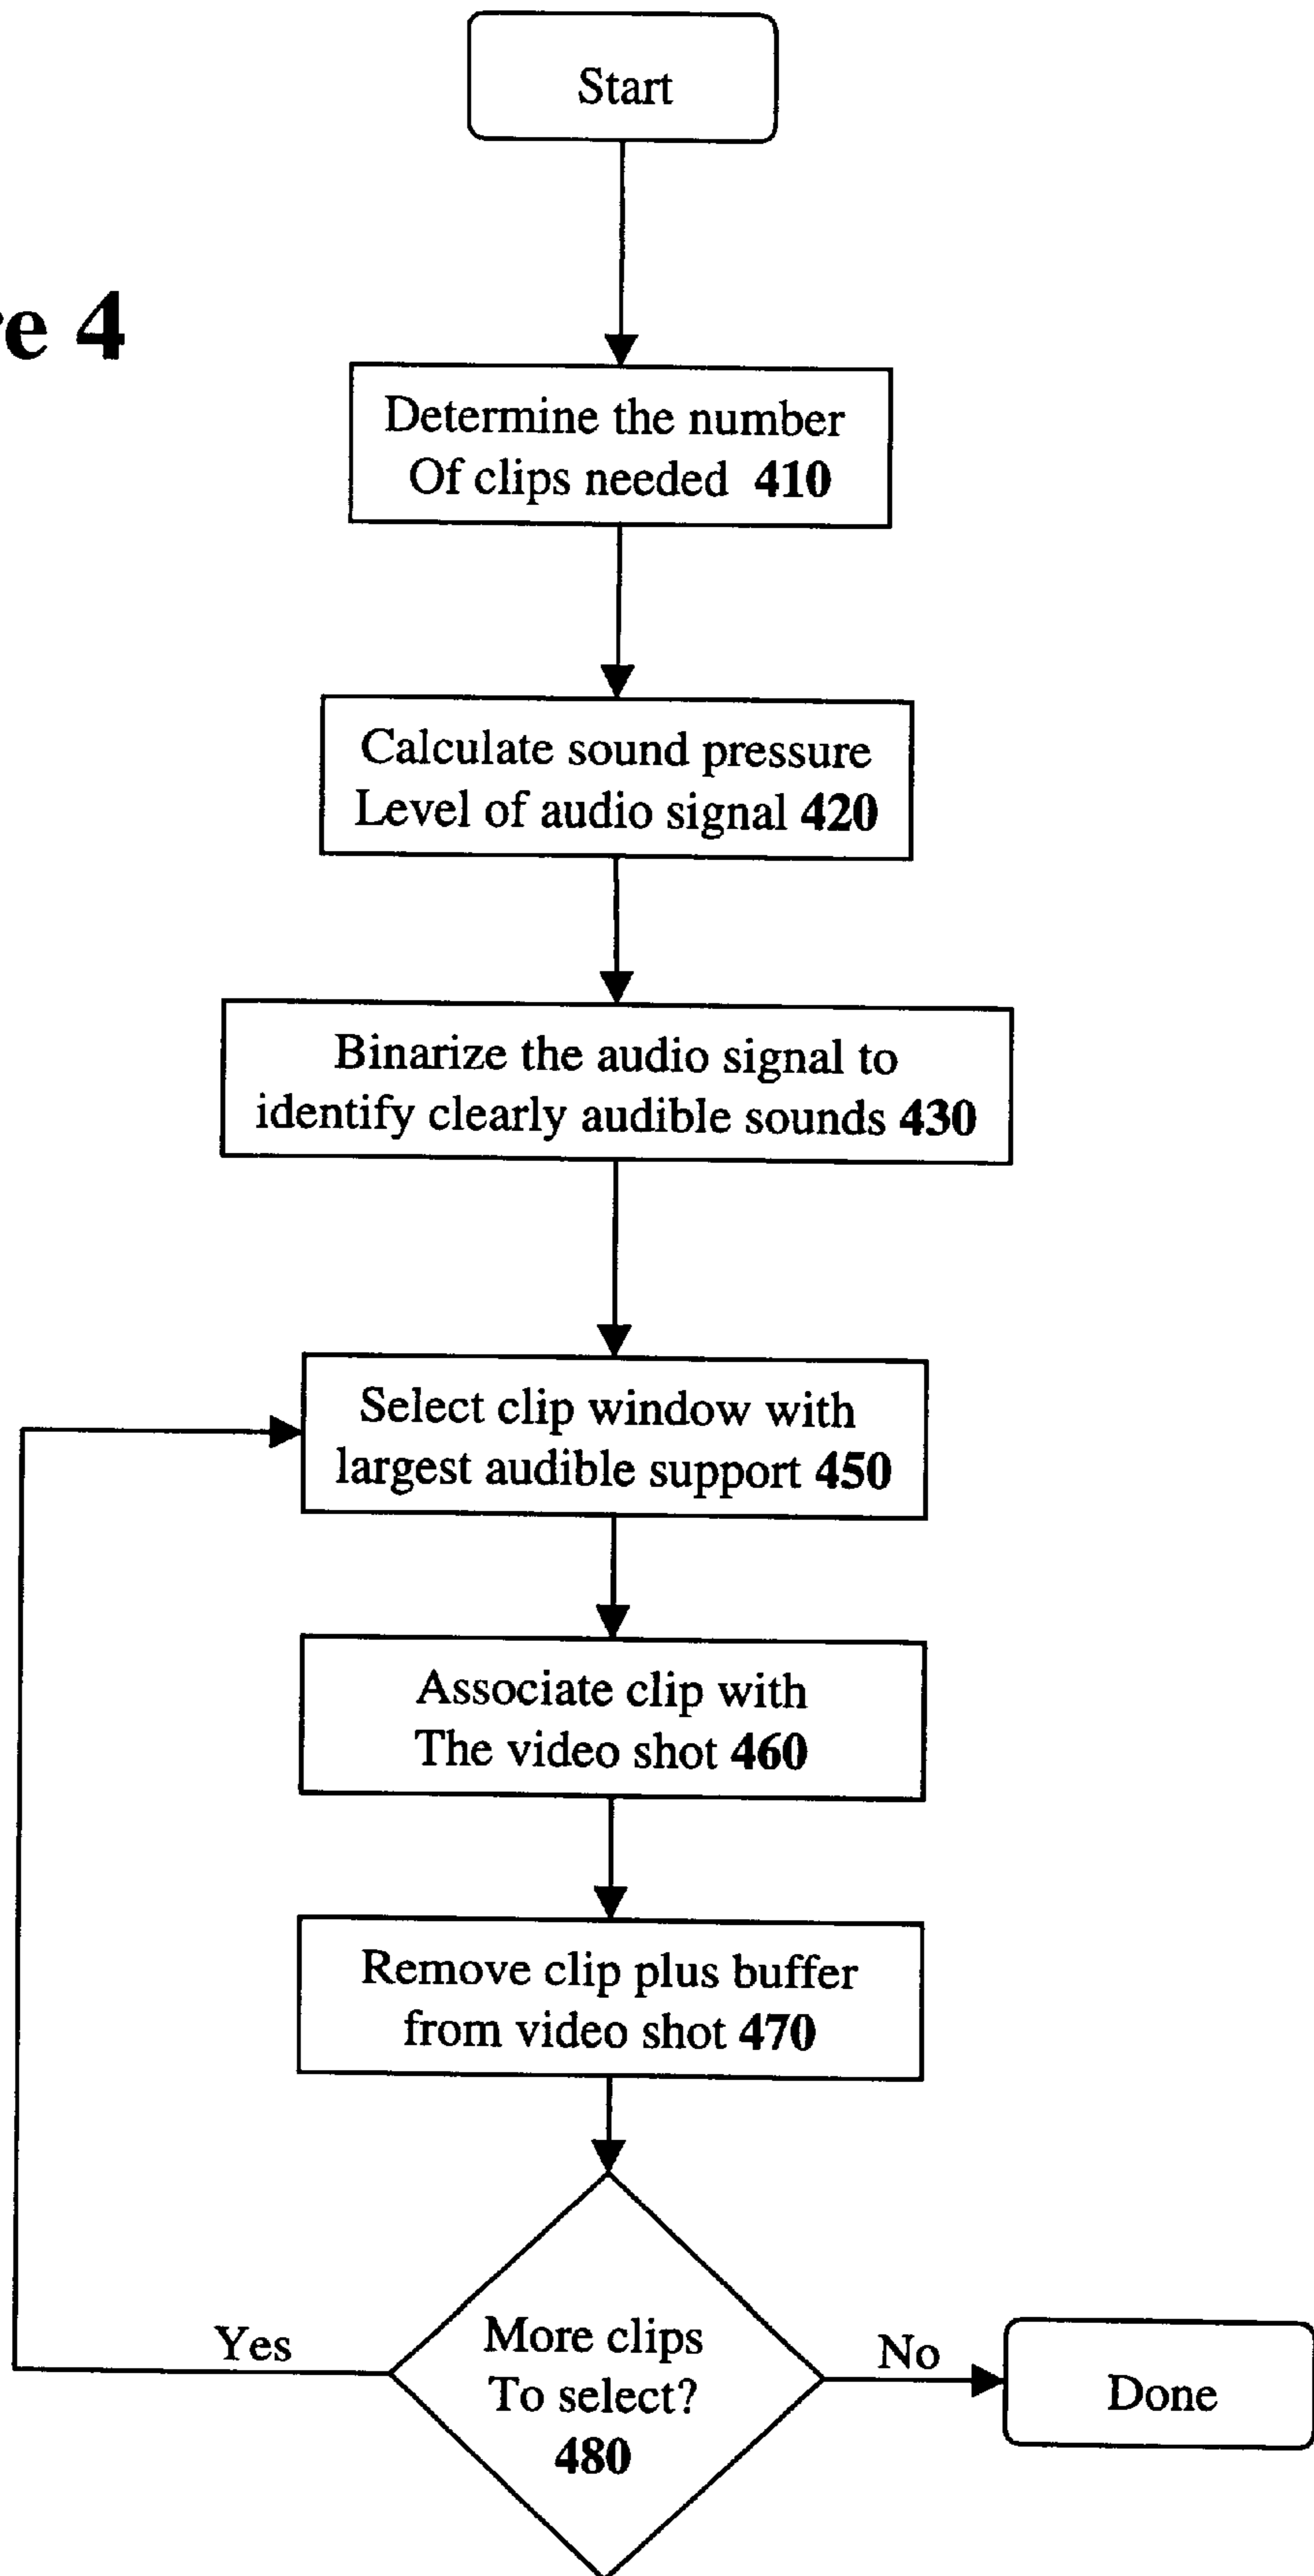 Start
re 4
Determine the number
Of clips needed 410
Calculate sound pressure
Level of audio signal 420
Binarize the audio signal to
identify clearly audible sounds 430
Select clip window with
largest audible support 450
Associate clip with
The video shot 460
Remove clip plus buffer
from video shot 470
More clips
To select?
480
Yes
No
Done